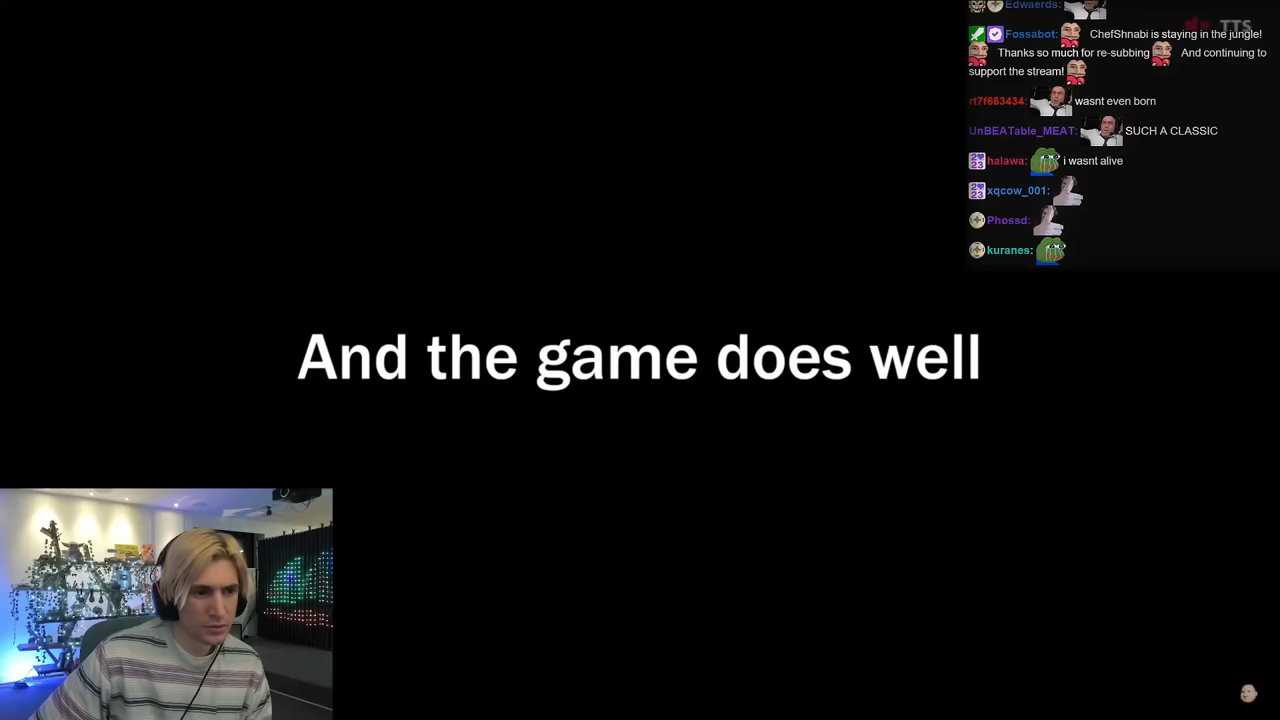 Edwaerds:
TTS
Fossabot: ChefShnabi is staying in the jungle!
Thanks so much for re-subbing And continuing to
support the stream!
rt7f663434: wasnt even born
UnBEATable_MEAT: SUCH A CLASSIC
halawa: i wasnt alive
xqcow_001:
Phossd:
kuranes:
And the game does well